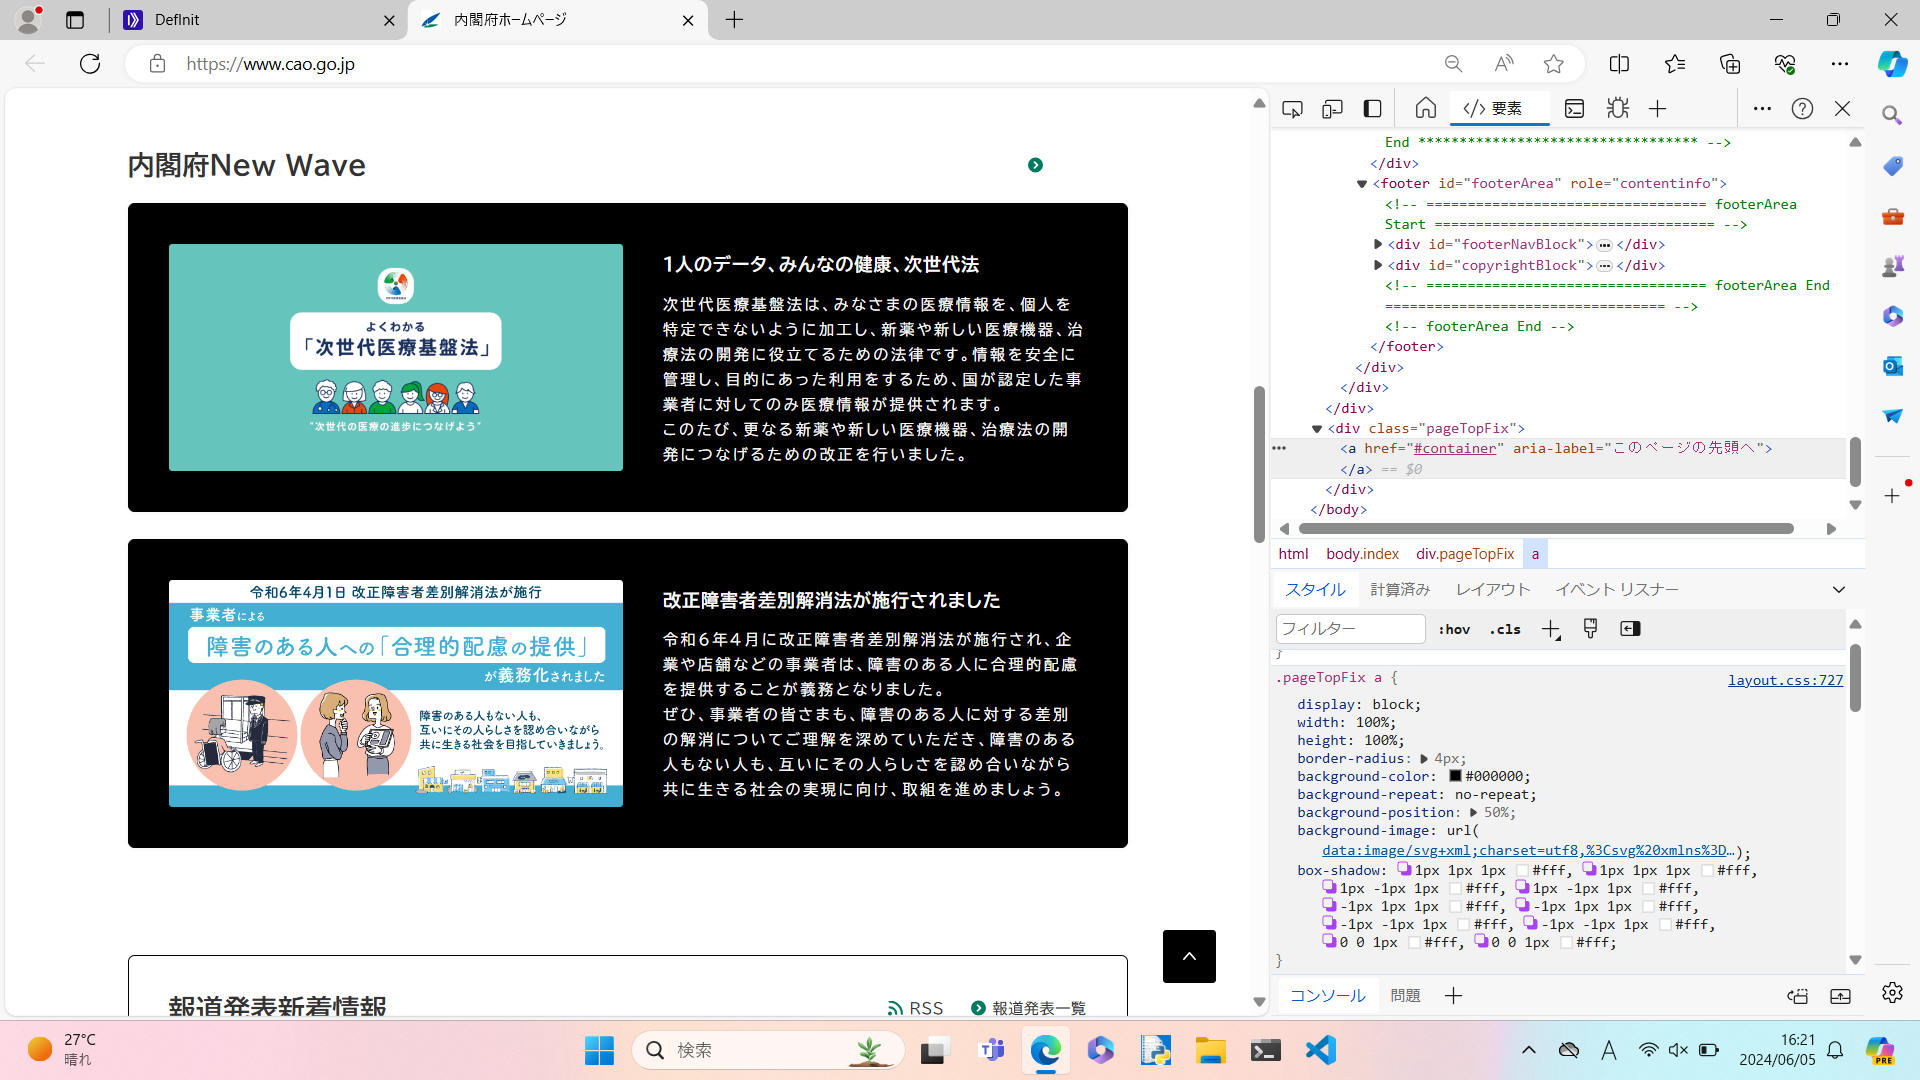 DefInit
内閣府ホームページ
https://www.cao.go.jp
内閣府New Wave
よくわかる
「次世代医療基盤法」
"次世代の医療の進歩につなげよう"
1人のデータ、みんなの健康、次世代法
次世代医療基盤法は、みなさまの医療情報を、個人を
特定できないように加工し、新薬や新しい医療機器、治
療法の開発に役立てるための法律です。情報を安全に
管理し、目的にあった利用をするため、国が認定した事
業者に対してのみ医療情報が提供されます。
このたび、更なる新薬や新しい医療機器、治療法の開
発につなげるための改正を行いました。
令和6年4月1日 改正障害者差別解消法が施行
事業者による
障害のある人への「合理的配慮の提供」
が義務化されました
障害のある人もない人も、
互いにその人らしさを認め合いながら
共に生きる社会を目指していきましょう。
改正障害者差別解消法が施行されました
令和6年4月に改正障害者差別解消法が施行され、企
業や店舗などの事業者は、障害のある人に合理的配慮
を提供することが義務となりました。
ぜひ、事業者の皆さまも、障害のある人に対する差別
の解消についてご理解を深めていただき、障害のある
人もない人も、互いにその人らしさを認め合いながら
共に生きる社会の実現に向け、取組を進めましょう。
報道発表新着情報
RSS
報道発表一覧
</> 要素
End ********************************** -->
</div>
<footer id="footerArea" role="contentinfo">
<!-- ================================== footerArea
Start ================================== -->
<div id="footerNavBlock"> ⋯ </div>
<div id="copyrightBlock"> ⋯ </div>
<!-- ================================== footerArea End
================================== -->
<!-- footerArea End -->
</footer>
</div>
</div>
</div>
<div class="pageTopFix">
<a href="#container" aria-label="このページの先頭へ">
</a> == $0
</div>
</body>
html body.index div.pageTopFix a
スタイル 計算済み レイアウト イベント リスナー
フィルター :hov .cls
}
.pageTopFix a { layout.css:727
display: block;
width: 100%;
height: 100%;
border-radius: 4px;
background-color: #000000;
background-repeat: no-repeat;
background-position: 50%;
background-image: url(
data:image/svg+xml;charset=utf8,%3Csvg%20xmlns%3D…);
box-shadow: 1px 1px 1px #fff, 1px 1px 1px #fff,
1px -1px 1px #fff, 1px -1px 1px #fff,
-1px 1px 1px #fff, -1px 1px 1px #fff,
-1px -1px 1px #fff, -1px -1px 1px #fff,
0 0 1px #fff, 0 0 1px #fff;
}
コンソール 問題
27°C
晴れ
検索
A
16:21
2024/06/05
PRE